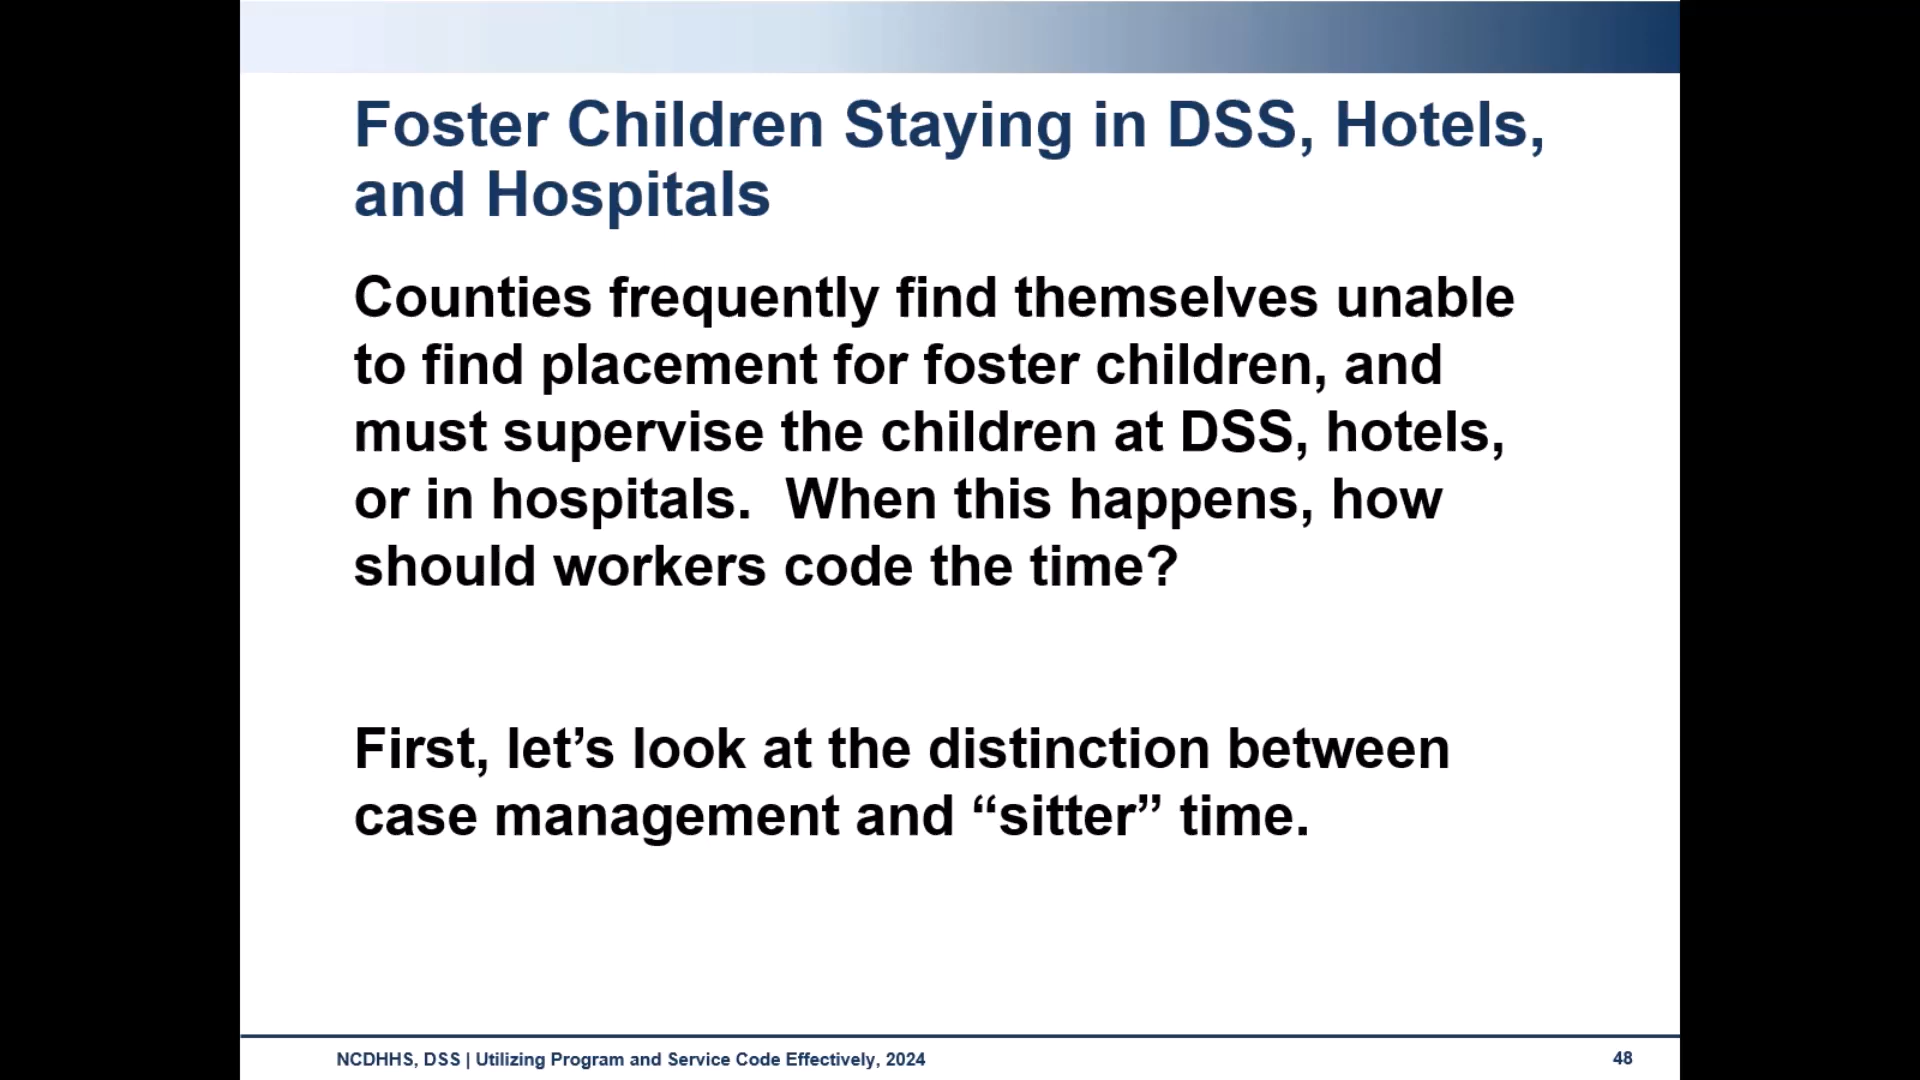 Foster Children Staying in DSS, Hotels,
and Hospitals
Counties frequently find themselves unable
to find placement for foster children, and
must supervise the children at DSS, hotels,
or in hospitals.  When this happens, how
should workers code the time?
First, let’s look at the distinction between
case management and “sitter” time.
NCDHHS, DSS | Utilizing Program and Service Code Effectively, 2024
48